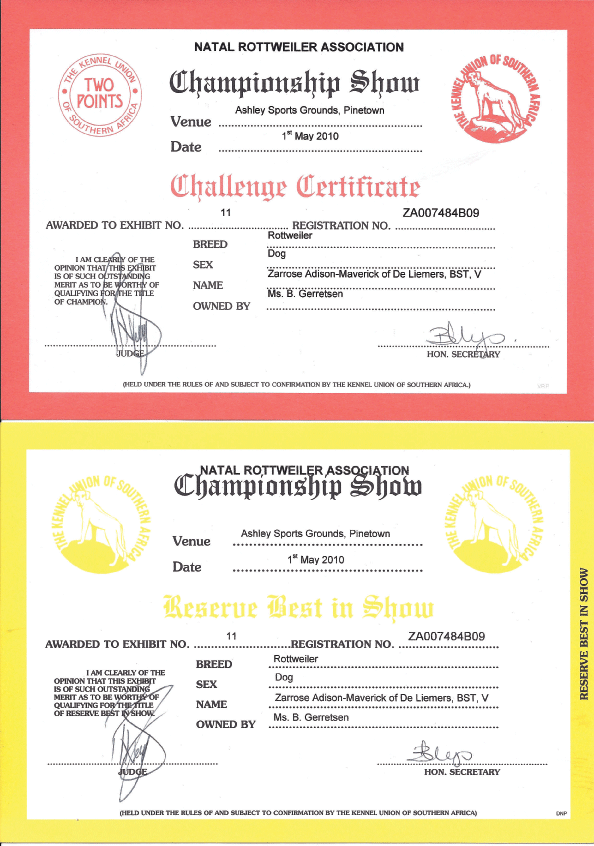 NATAL ROTTWEILER ASSOCIATION
THE KENNEL UNION OF SOUTHERN AFRICA
TWO POINTS
Championship Show
THE KENNEL UNION OF SOUTHERN AFRICA
Venue Ashley Sports Grounds, Pinetown
Date 1st May 2010
Challenge Certificate
AWARDED TO EXHIBIT NO. 11 REGISTRATION NO. ZA007484B09
BREED Rottweiler
SEX Dog
NAME Zarrose Adison-Maverick of De Liemers, BST, V
OWNED BY Ms. B. Gerretsen
I AM CLEARLY OF THE
OPINION THAT THIS EXHIBIT
IS OF SUCH OUTSTANDING
MERIT AS TO BE WORTHY OF
QUALIFYING FOR THE TITLE
OF CHAMPION.
JUDGE
HON. SECRETARY
(HELD UNDER THE RULES OF AND SUBJECT TO CONFIRMATION BY THE KENNEL UNION OF SOUTHERN AFRICA.)
NATAL ROTTWEILER ASSOCIATION
THE KENNEL UNION OF SOUTHERN AFRICA
Championship Show
THE KENNEL UNION OF SOUTHERN AFRICA
Venue Ashley Sports Grounds, Pinetown
Date 1st May 2010
Reserve Best in Show
AWARDED TO EXHIBIT NO. 11 REGISTRATION NO. ZA007484B09
BREED Rottweiler
SEX Dog
NAME Zarrose Adison-Maverick of De Liemers, BST, V
OWNED BY Ms. B. Gerretsen
I AM CLEARLY OF THE
OPINION THAT THIS EXHIBIT
IS OF SUCH OUTSTANDING
MERIT AS TO BE WORTHY OF
QUALIFYING FOR THE TITLE
OF RESERVE BEST IN SHOW.
JUDGE
HON. SECRETARY
(HELD UNDER THE RULES OF AND SUBJECT TO CONFIRMATION BY THE KENNEL UNION OF SOUTHERN AFRICA)
DNP
RESERVE BEST IN SHOW